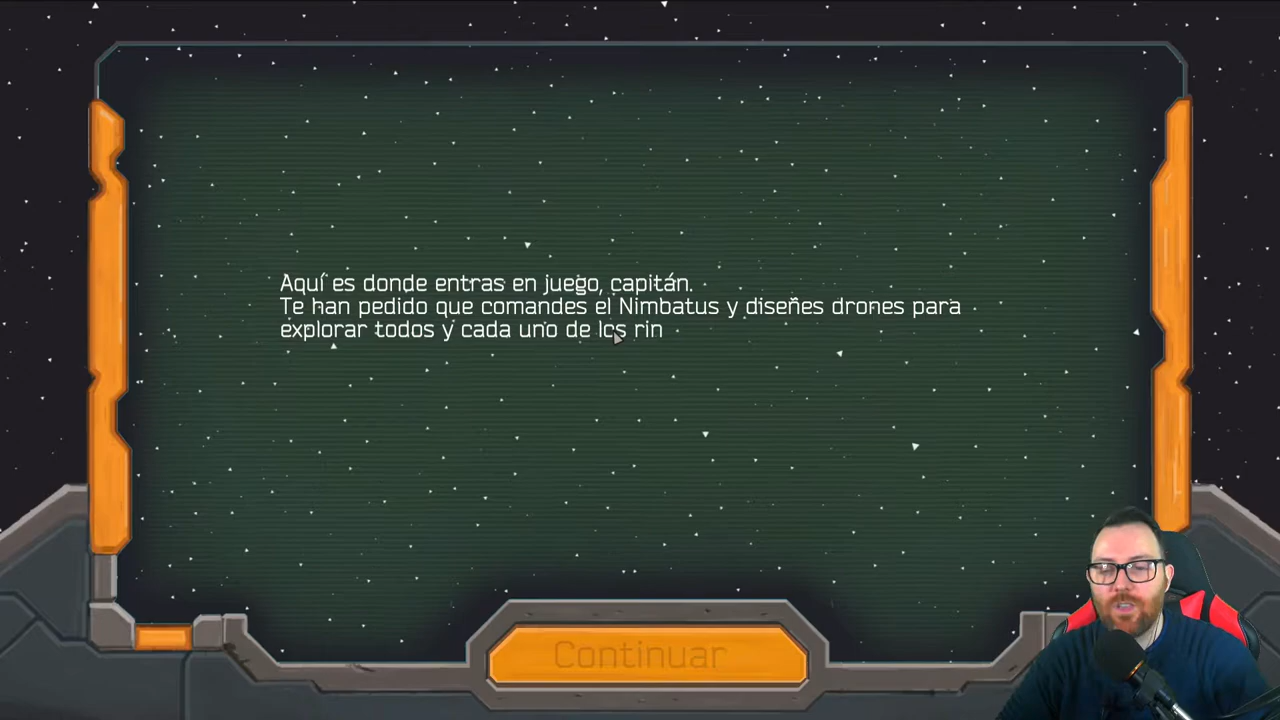 Aquí es donde entras en juego, capitán.
Te han pedido que comandes el Nimbatus y diseñes drones para
explorar todos y cada uno de los rin
Continuar